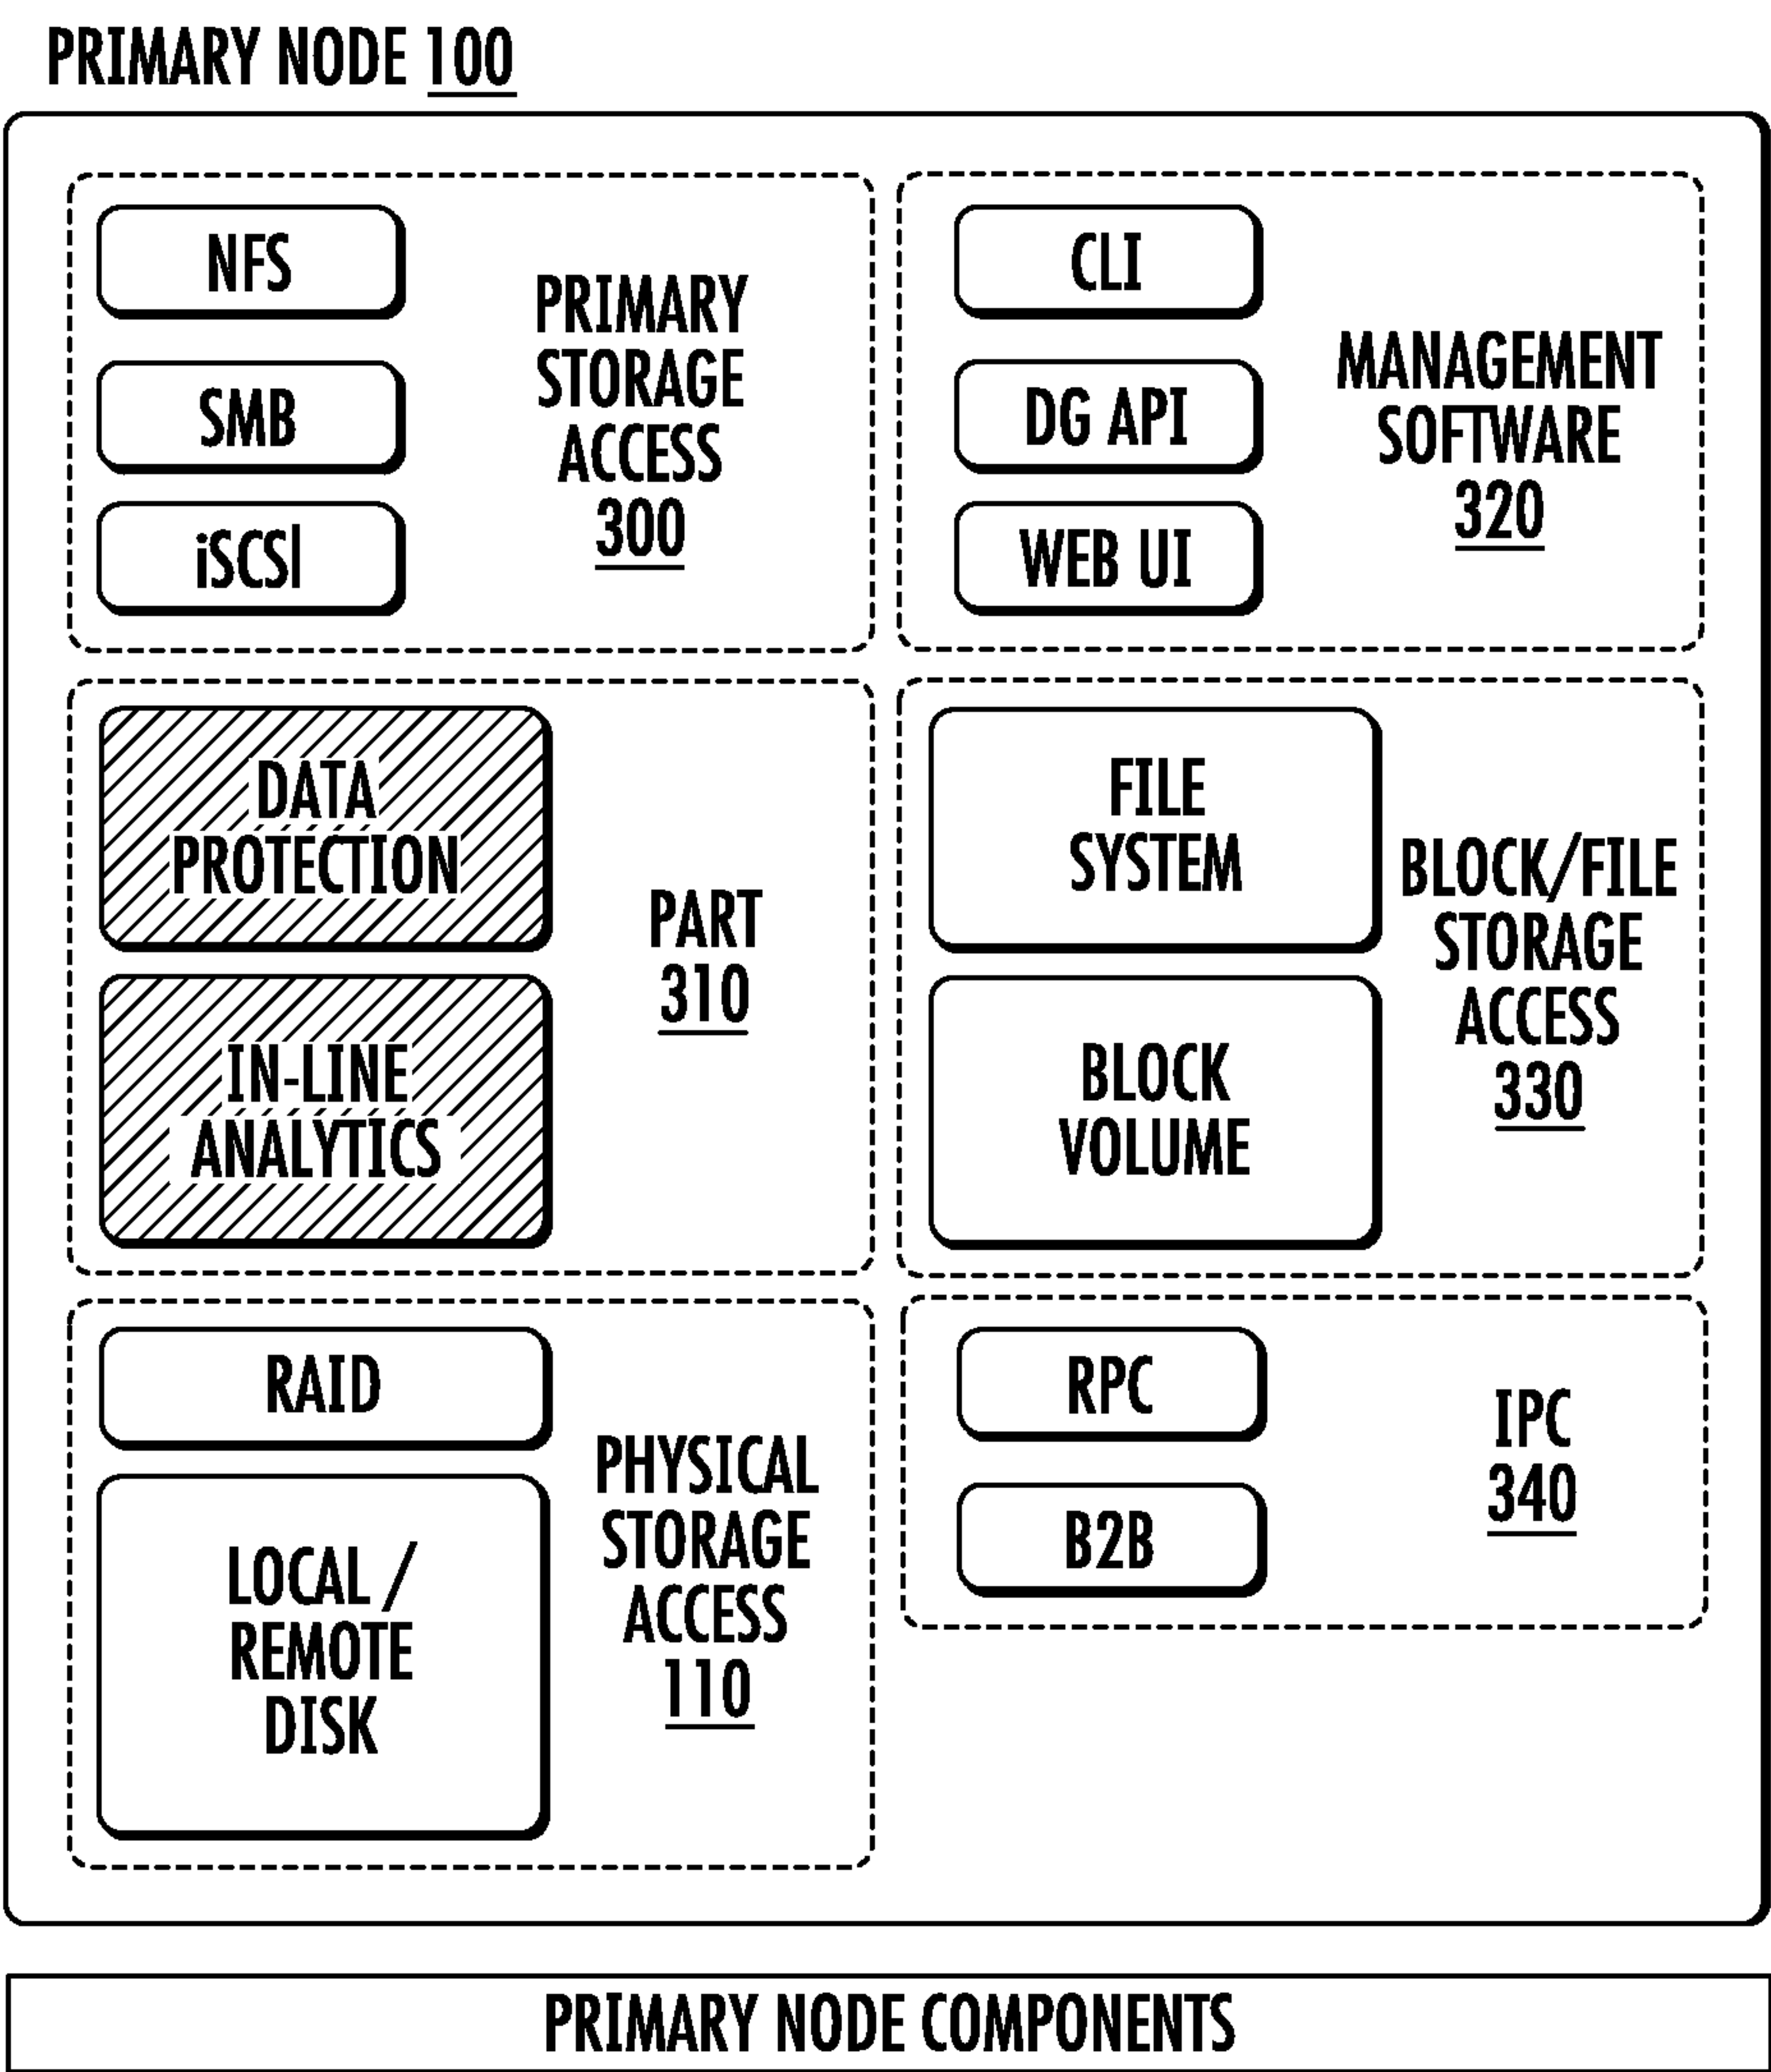 PRIMARY NODE 100
NFS
SMB
iSCSI
PRIMARY
STORAGE
ACCESS
300
CLI
DG API
WEB UI
MANAGEMENT
SOFTWARE
320
DATA
PROTECTION
IN-LINE
ANALYTICS
PART
310
FILE
SYSTEM
BLOCK
VOLUME
BLOCK/FILE
STORAGE
ACCESS
330
RAID
LOCAL/
REMOTE
DISK
PHYSICAL
STORAGE
ACCESS
110
RPC
B2B
IPC
340
PRIMARY NODE COMPONENTS